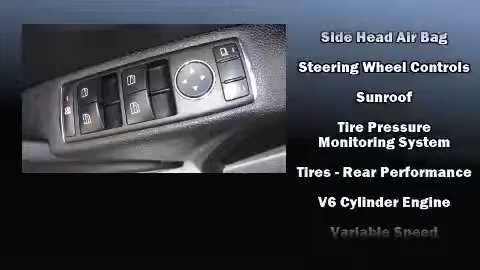 Side Head Air Bag
Steering Wheel Controls
Sunroof
Tire Pressure
Monitoring System
Tires - Rear Performance
V6 Cylinder Engine
Variable Speed